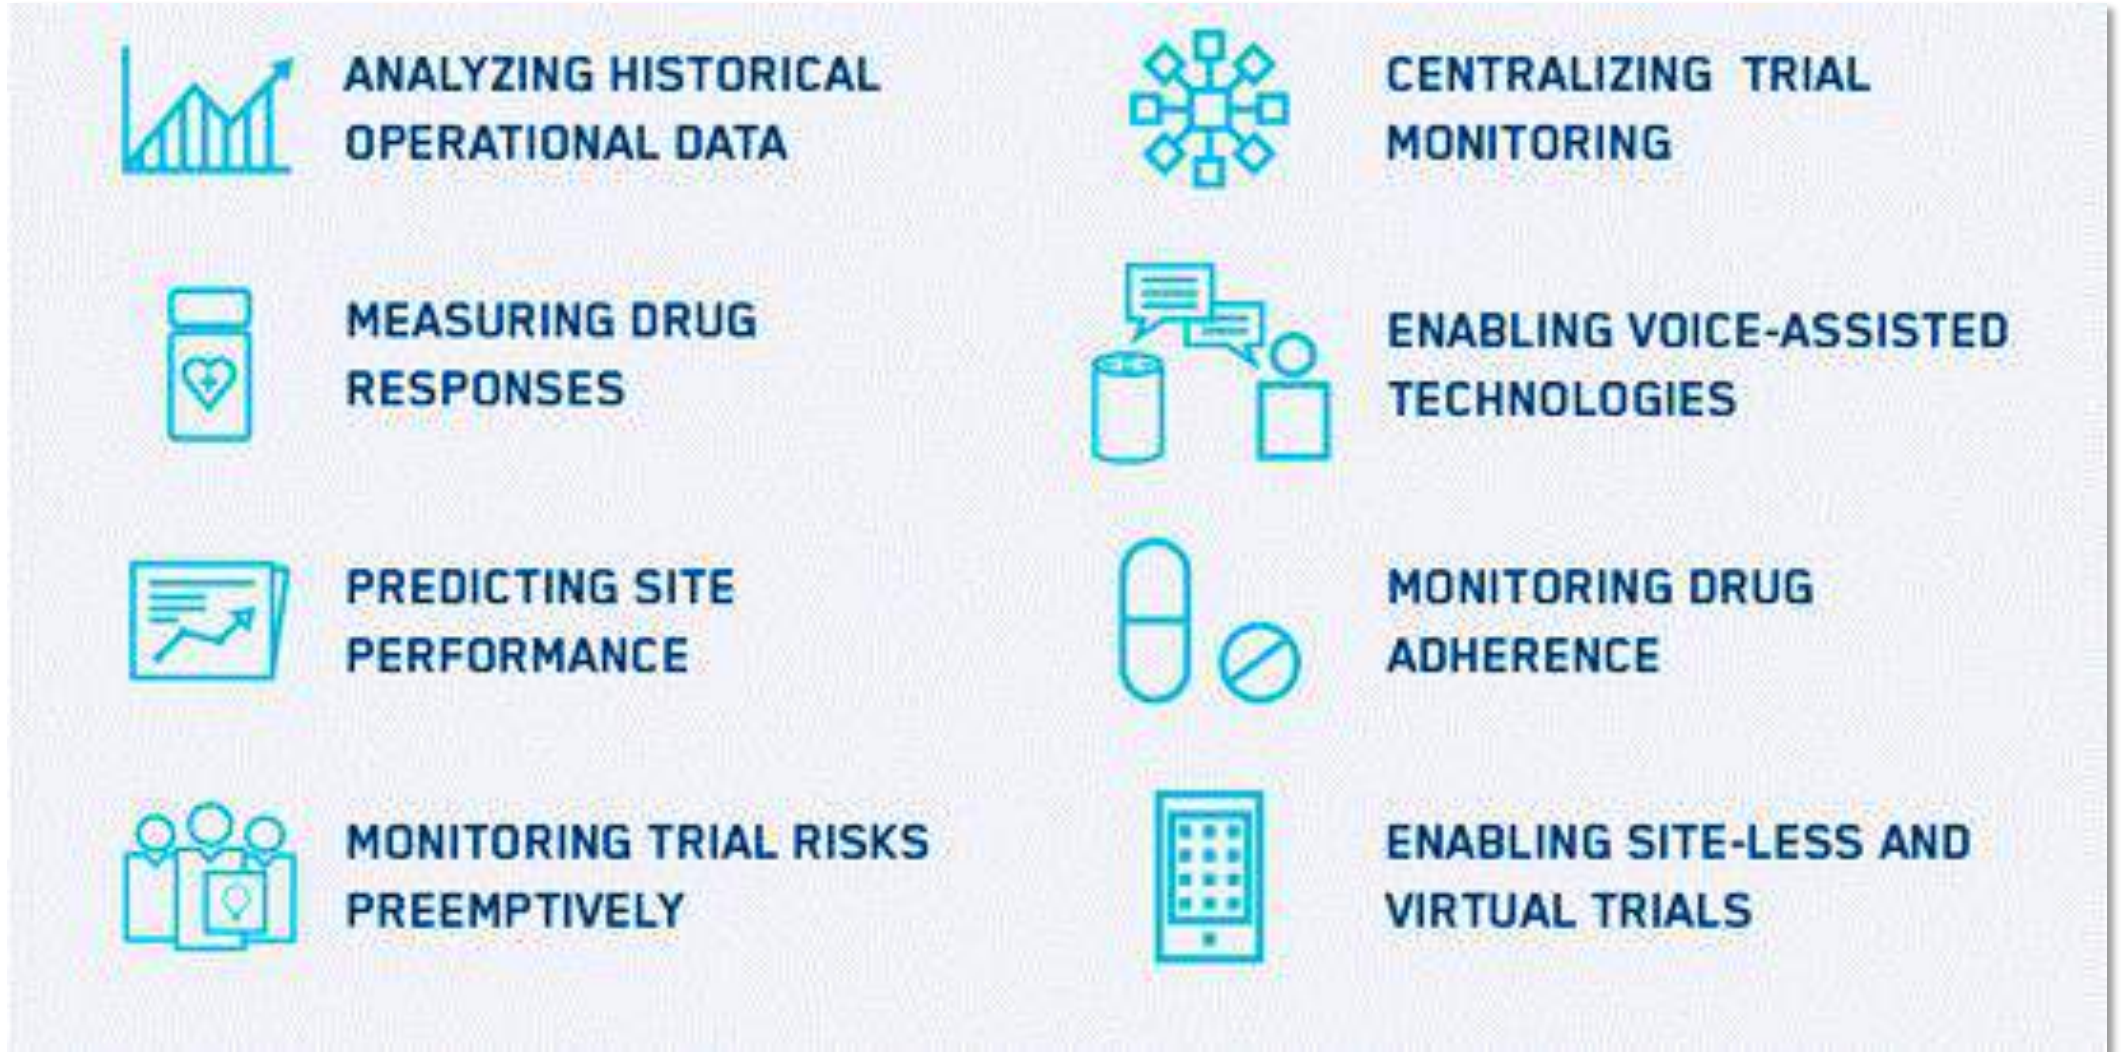 ANALYZING HISTORICAL
OPERATIONAL DATA
MEASURING DRUG
RESPONSES
PREDICTING SITE
PERFORMANCE
MONITORING TRIAL RISKS
PREEMPTIVELY
CENTRALIZING TRIAL
MONITORING
ENABLING VOICE-ASSISTED
TECHNOLOGIES
MONITORING DRUG
ADHERENCE
ENABLING SITE-LESS AND
VIRTUAL TRIALS